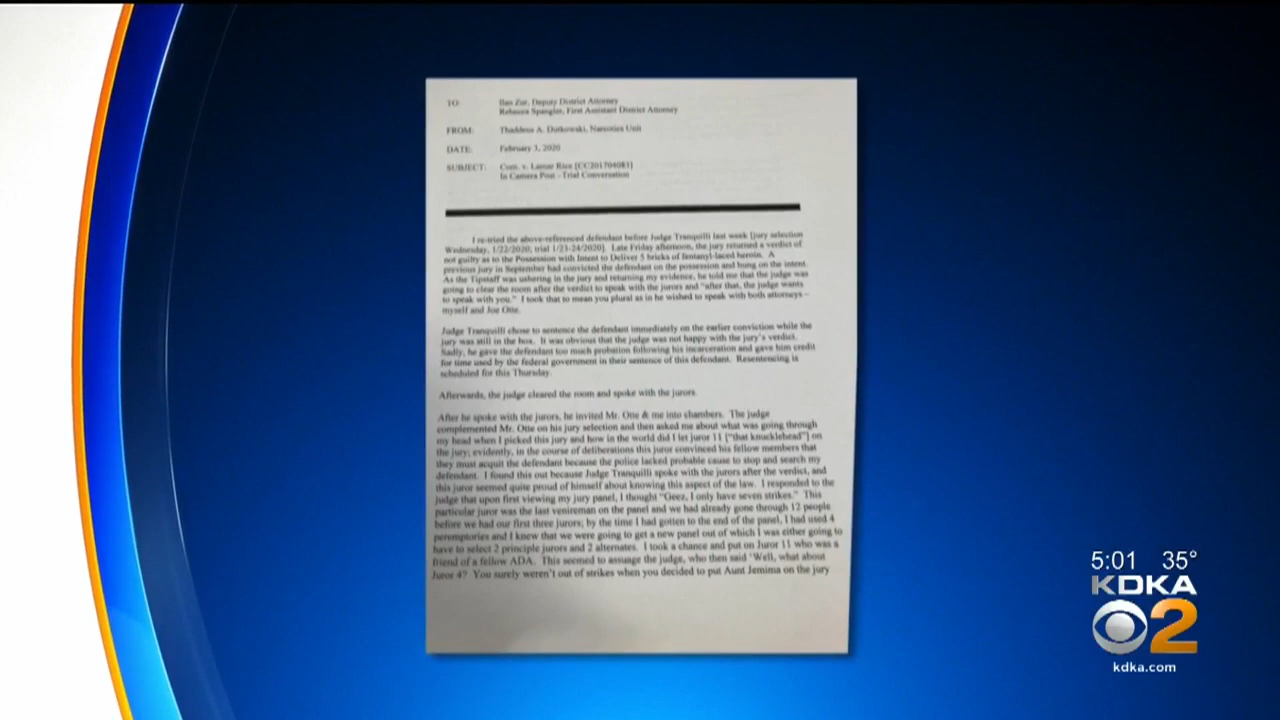 TO: Ilan Zur, Deputy District Attorney
Rebecca Spangler, First Assistant District Attorney
FROM: Thaddeus A. Dutkowski, Narcotics Unit
DATE: February 3, 2020
SUBJECT: Com. v. Lamar Rice [CC201704083]
In Camera Post - Trial Conversation
I re-tried the above-referenced defendant before Judge Tranquilli last week [jury selection
Wednesday, 1/22/2020, trial 1/23-24/2020]. Late Friday afternoon, the jury returned a verdict of
not guilty as to the Possession with Intent to Deliver 5 bricks of fentanyl-laced heroin. A
previous jury in September had convicted the defendant on the possession and hung on the intent.
As the Tipstaff was ushering in the jury and returning my evidence, he told me that the judge was
going to clear the room after the verdict to speak with the jurors and "after that, the judge wants
to speak with you." I took that to mean you plural as in he wished to speak with both attorneys –
myself and Joe Otte.
Judge Tranquilli chose to sentence the defendant immediately on the earlier conviction while the
jury was still in the box. It was obvious that the judge was not happy with the jury's verdict.
Sadly, he gave the defendant too much probation following his incarceration and gave him credit
for time used by the federal government in their sentence of this defendant. Resentencing is
scheduled for this Thursday.
Afterwards, the judge cleared the room and spoke with the jurors.
After he spoke with the jurors, he invited Mr. Otte & me into chambers. The judge
complemented Mr. Otte on his jury selection and then asked me about what was going through
my head when I picked this jury and how in the world did I let juror 11 ["that knucklehead"] on
the jury; evidently, in the course of deliberations this juror convinced his fellow members that
they must acquit the defendant because the police lacked probable cause to stop and search my
defendant. I found this out because Judge Tranquilli spoke with the jurors after the verdict, and
this juror seemed quite proud of himself about knowing this aspect of the law. I responded to the
judge that upon first viewing my jury panel, I thought "Geez, I only have seven strikes." This
particular juror was the last venireman on the panel and we had already gone through 12 people
before we had our first three jurors; by the time I had gotten to the end of the panel, I had used 4
peremptories and I knew that we were going to get a new panel out of which I was either going to
have to select 2 principle jurors and 2 alternates. I took a chance and put on Juror 11 who was a
friend of a fellow ADA. This seemed to assuage the judge, who then said 'Well, what about
Juror 4? You surely weren't out of strikes when you decided to put Aunt Jemima on the jury
5:01 35°
KDKA
2
kdka.com